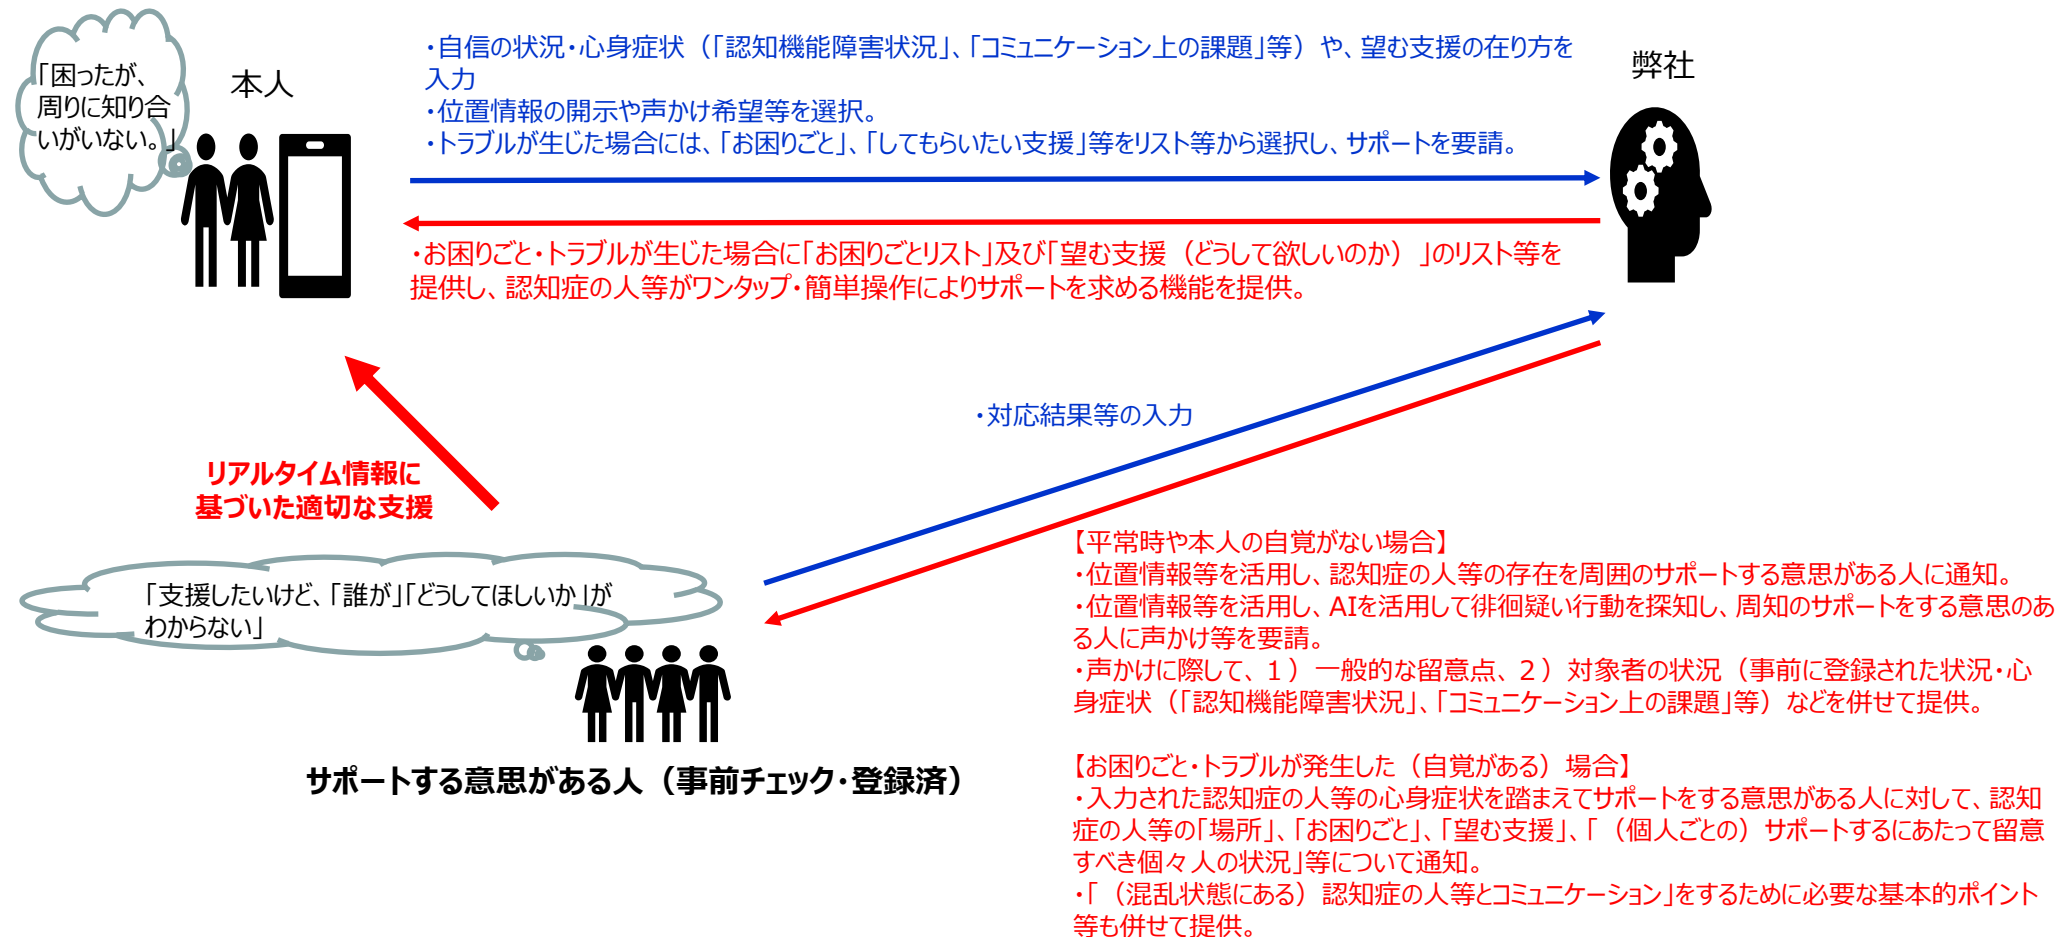 「困ったが、
周りに知り合
いがいない。」
本人
・自信の状況・心身症状（「認知機能障害状況」、「コミュニケーション上の課題」等）や、望む支援の在り方を
入力
・位置情報の開示や声かけ希望等を選択。
・トラブルが生じた場合には、「お困りごと」、「してもらいたい支援」等をリスト等から選択し、サポートを要請。
弊社
・お困りごと・トラブルが生じた場合に「お困りごとリスト」及び「望む支援（どうして欲しいのか）」のリスト等を
提供し、認知症の人等がワンタップ・簡単操作によりサポートを求める機能を提供。
・対応結果等の入力
リアルタイム情報に
基づいた適切な支援
「支援したいけど、「誰が」「どうしてほしいか」が
わからない」
サポートする意思がある人（事前チェック・登録済）
【平常時や本人の自覚がない場合】
・位置情報等を活用し、認知症の人等の存在を周囲のサポートする意思がある人に通知。
・位置情報等を活用し、AIを活用して徘徊疑い行動を探知し、周知のサポートをする意思のあ
る人に声かけ等を要請。
・声かけに際して、１）一般的な留意点、２）対象者の状況（事前に登録された状況・心
身症状（「認知機能障害状況」、「コミュニケーション上の課題」等）などを併せて提供。
【お困りごと・トラブルが発生した（自覚がある）場合】
・入力された認知症の人等の心身症状を踏まえてサポートをする意思がある人に対して、認知
症の人等の「場所」、「お困りごと」、「望む支援」、「（個人ごとの）サポートするにあたって留意
すべき個々人の状況」等について通知。
・「（混乱状態にある）認知症の人等とコミュニケーション」をするために必要な基本的ポイント
等も併せて提供。